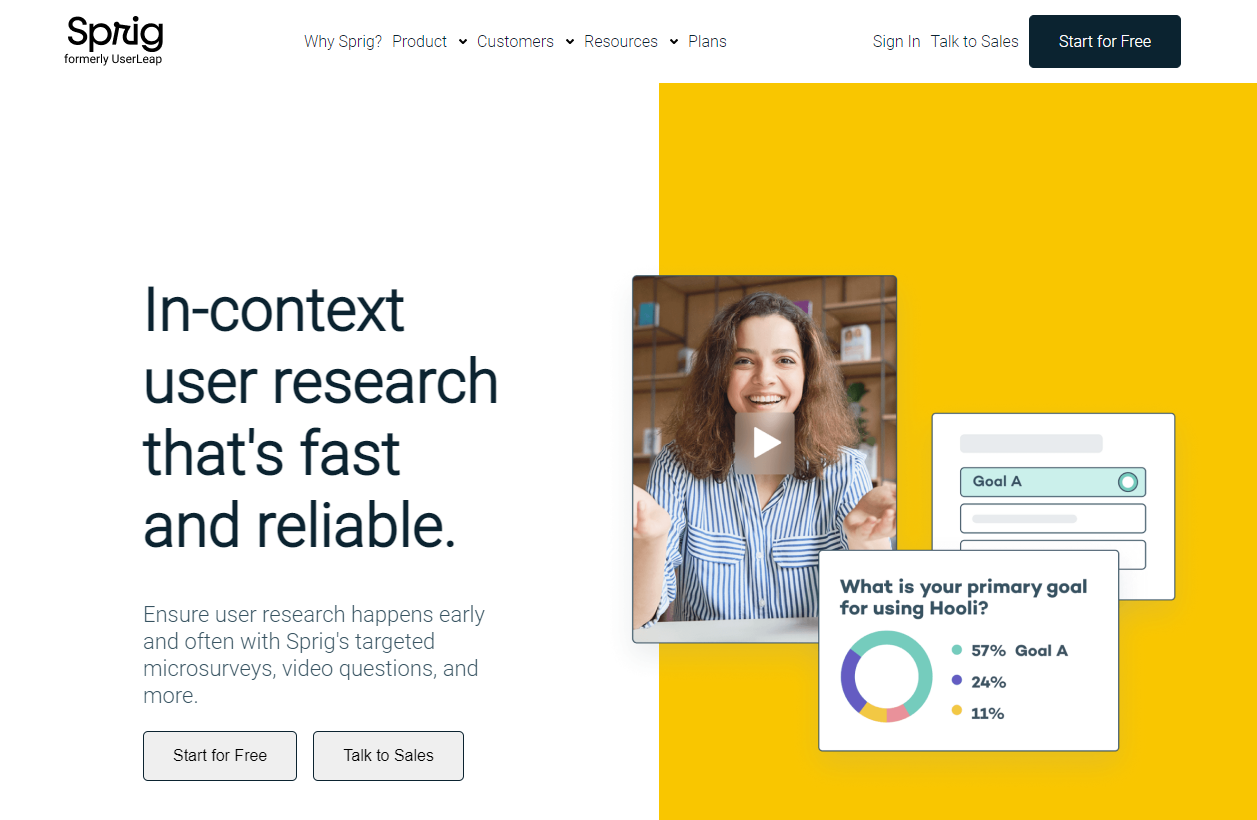 Sprig
formerly UserLeap
Why Sprig? Product Customers Resources Plans
Sign In Talk to Sales Start for Free
In-context
user research
that's fast
and reliable.
Ensure user research happens early
and often with Sprig's targeted
microsurveys, video questions, and
more.
Start for Free Talk to Sales
Goal A
What is your primary goal
for using Hooli?
57% Goal A
24%
11%